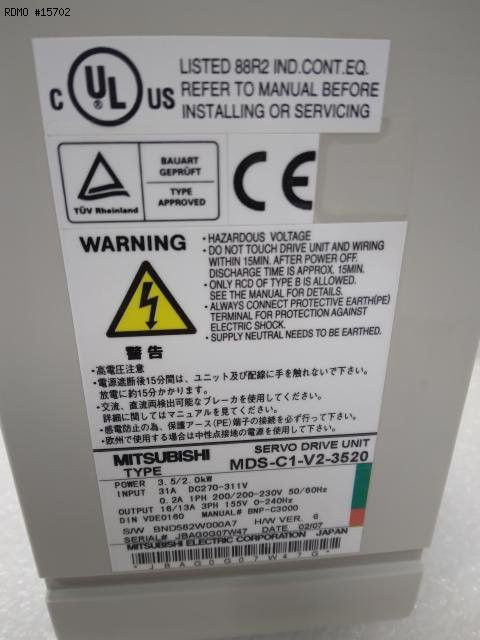 RDMO #15702
c UL US
LISTED 88R2 IND.CONT.EQ.
REFER TO MANUAL BEFORE
INSTALLING OR SERVICING
TÜV Rheinland
BAUART
GEPRÜFT
TYPE
APPROVED
CE
WARNING
・HAZARDOUS VOLTAGE
・DO NOT TOUCH DRIVE UNIT AND WIRING
WITHIN 15MIN. AFTER POWER OFF.
DISCHARGE TIME IS APPROX. 15MIN.
・ONLY RCD OF TYPE B IS ALLOWED.
SEE THE MANUAL FOR DETAILS.
・ALWAYS CONNECT PROTECTIVE EARTH(PE)
TERMINAL FOR PROTECTION AGAINST
ELECTRIC SHOCK.
・SUPPLY NEUTRAL NEEDS TO BE EARTHED.
警告
・高電圧注意
・電源遮断後15分間は、ユニット及び配線に手を触れないで下さい。
放電に約15分かかります。
・交流、直流両検出可能なブレーカを使用してください。
詳細に関してはマニュアルを見てください。
・感電防止の為、保護アース(PE)端子の接続を必ず行って下さい。
・欧州で使用する場合は中性点接地の電源を使用して下さい。
MITSUBISHI SERVO DRIVE UNIT
TYPE MDS-C1-V2-3520
POWER 3.5/2.0kW
INPUT 31A DC270-311V
0.2A 1PH 200/200-230V 50/60Hz
OUTPUT 16/13A 3PH 155V 0-240Hz
DIN VDE0160 MANUAL# BNP-C3000
S/W BND582W000A7 H/W VER. 6
SERIAL# JBAG0G07W47 DATE 02/07
MITSUBISHI ELECTRIC CORPORATION JAPAN
*JBAG0G07W47G*